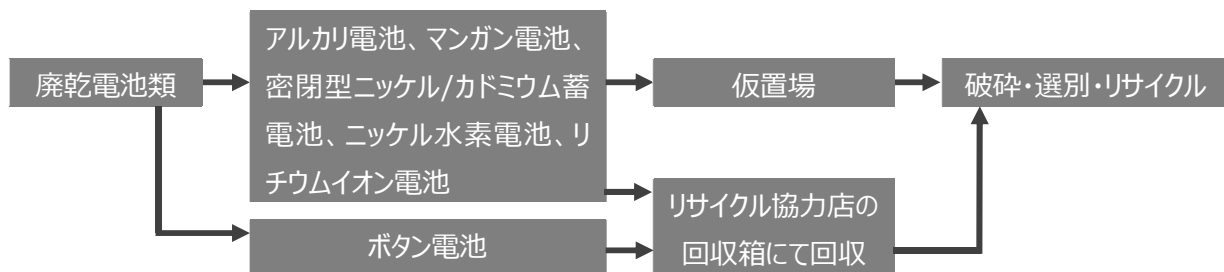 廃乾電池類
アルカリ電池、マンガン電池、
密閉型ニッケル/カドミウム蓄
電池、ニッケル水素電池、リ
チウムイオン電池
仮置場
破砕・選別・リサイクル
ボタン電池
リサイクル協力店の
回収箱にて回収